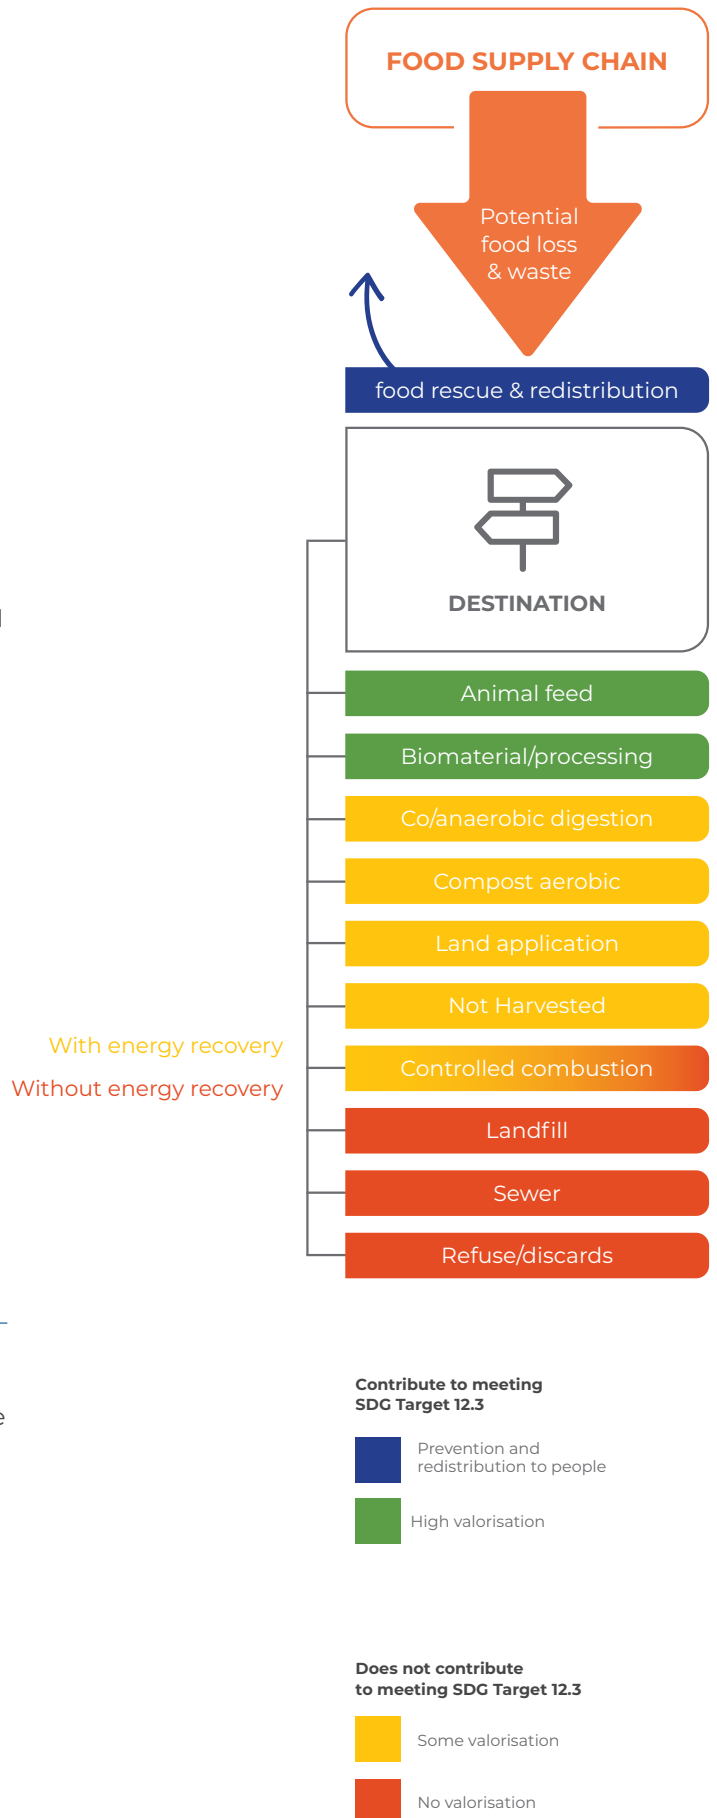 FOOD SUPPLY CHAIN
Potential
food loss
& waste
food rescue & redistribution
DESTINATION
Animal feed
Biomaterial/processing
Co/anaerobic digestion
Compost aerobic
Land application
Not Harvested
With energy recovery
Controlled combustion
Without energy recovery
Landfill
Sewer
Refuse/discards
Contribute to meeting
SDG Target 12.3
Prevention and
redistribution to people
High valorisation
Does not contribute
to meeting SDG Target 12.3
Some valorisation
No valorisation